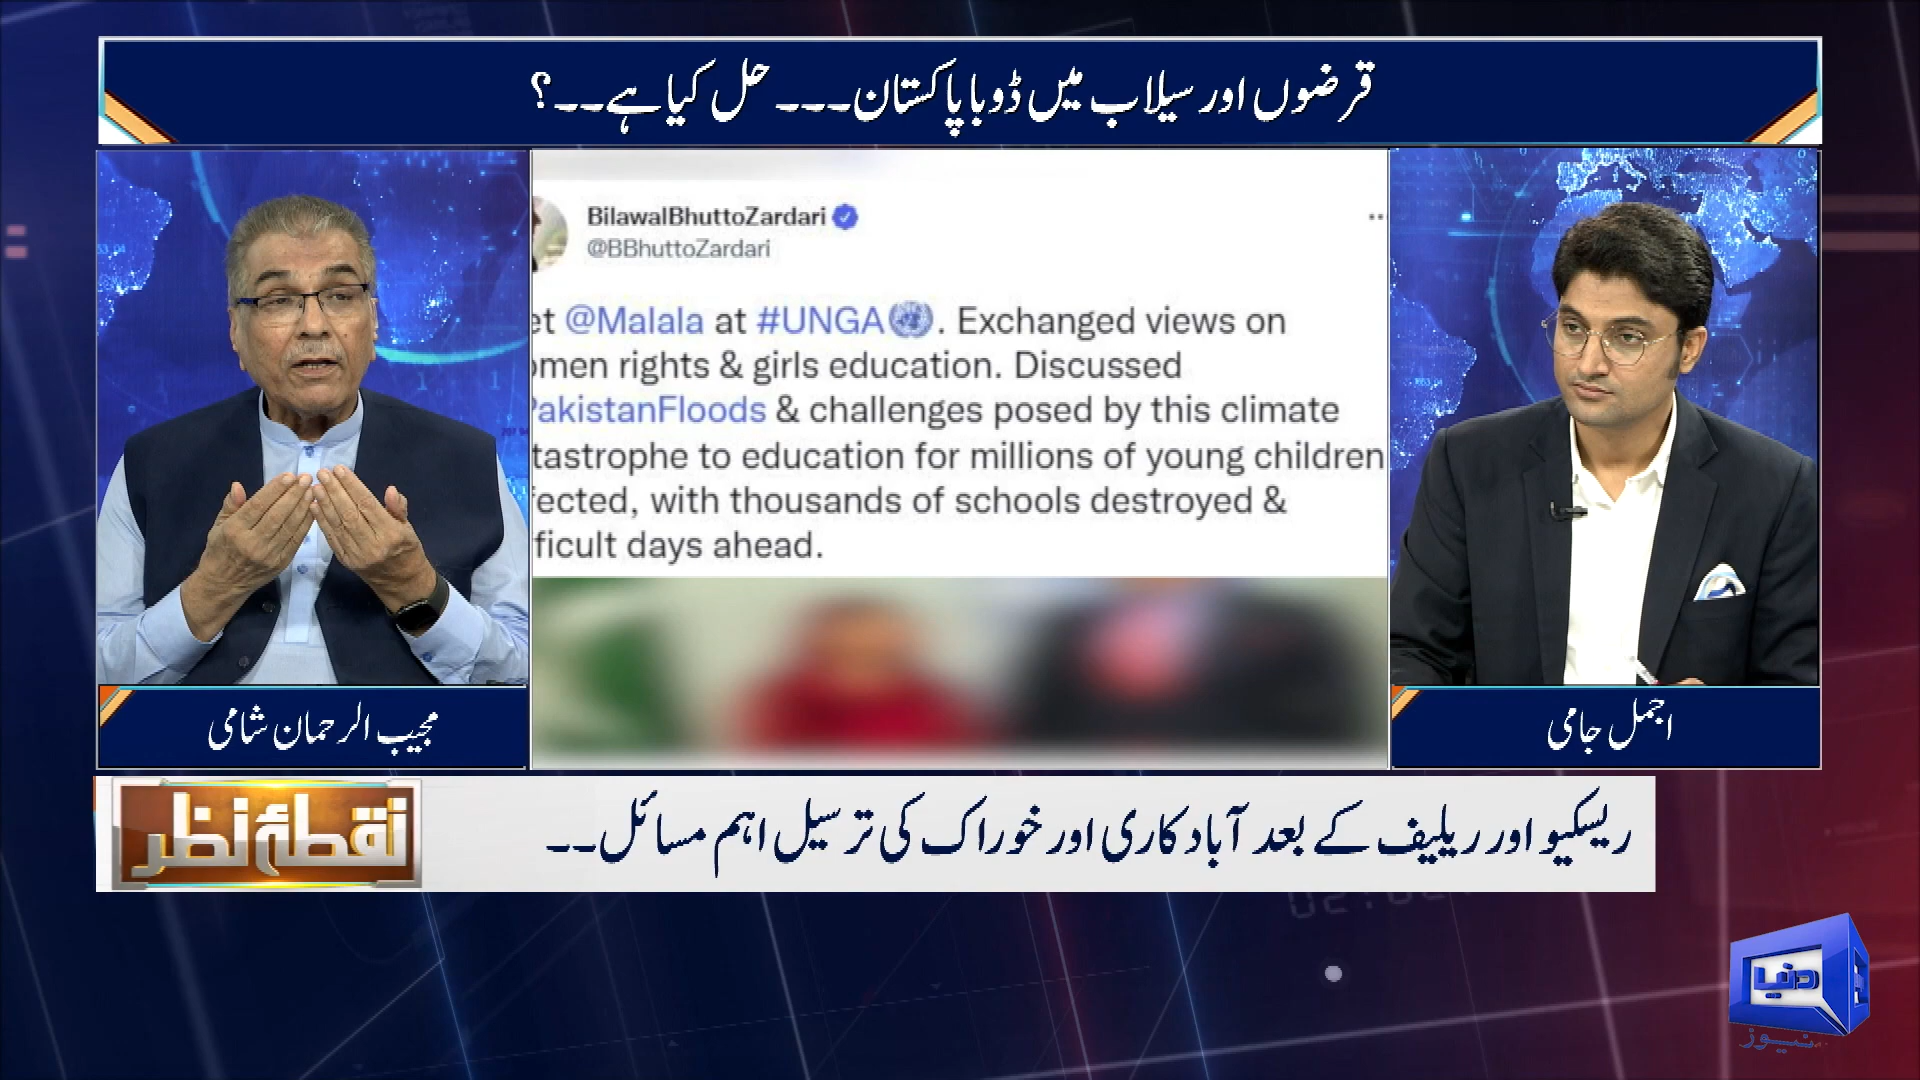 قرضوں اور سیلاب میں ڈوبا پاکستان۔۔۔ حل کیا ہے۔۔۔؟
BilawalBhuttoZardari
@BBhuttoZardari
et @Malala at #UNGA. Exchanged views on
omen rights & girls education. Discussed
PakistanFloods & challenges posed by this climate
tastrophe to education for millions of young children
fected, with thousands of schools destroyed &
ficult days ahead.
مجیب الرحمان شامی
اجمل جامی
نقطۂ نظر
ریسکیو اور ریلیف کے بعد آبادکاری اور خوراک کی ترسیل اہم مسائل۔۔
دنیا
نیوز